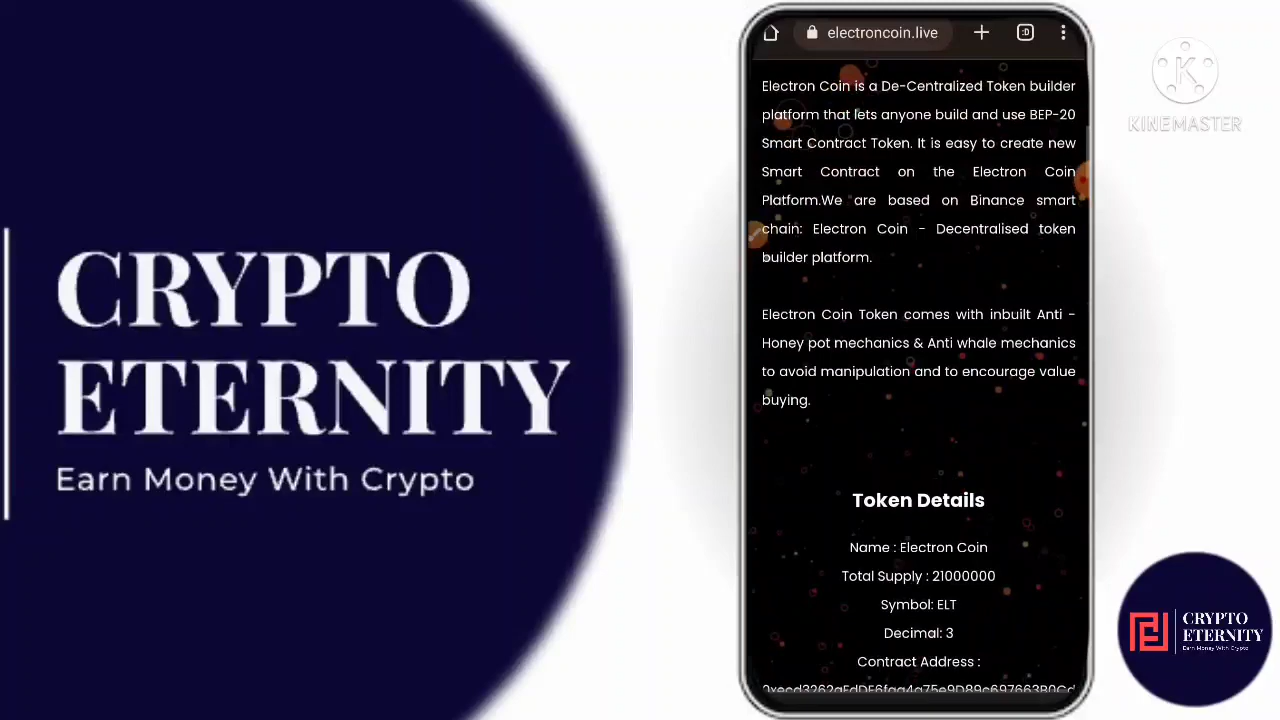 CRYPTO
ETERNITY
Earn Money With Crypto
electroncoin.live
:D
Electron Coin is a De-Centralized Token builder
platform that lets anyone build and use BEP-20
Smart Contract Token. It is easy to create new
Smart Contract on the Electron Coin
Platform.We are based on Binance smart
chain: Electron Coin - Decentralised token
builder platform.
Electron Coin Token comes with inbuilt Anti -
Honey pot mechanics & Anti whale mechanics
to avoid manipulation and to encourage value
buying.
Token Details
Name : Electron Coin
Total Supply : 21000000
Symbol: ELT
Decimal: 3
Contract Address :
K
KINEMASTER
CRYPTO
ETERNITY
Earn Money With Crypto